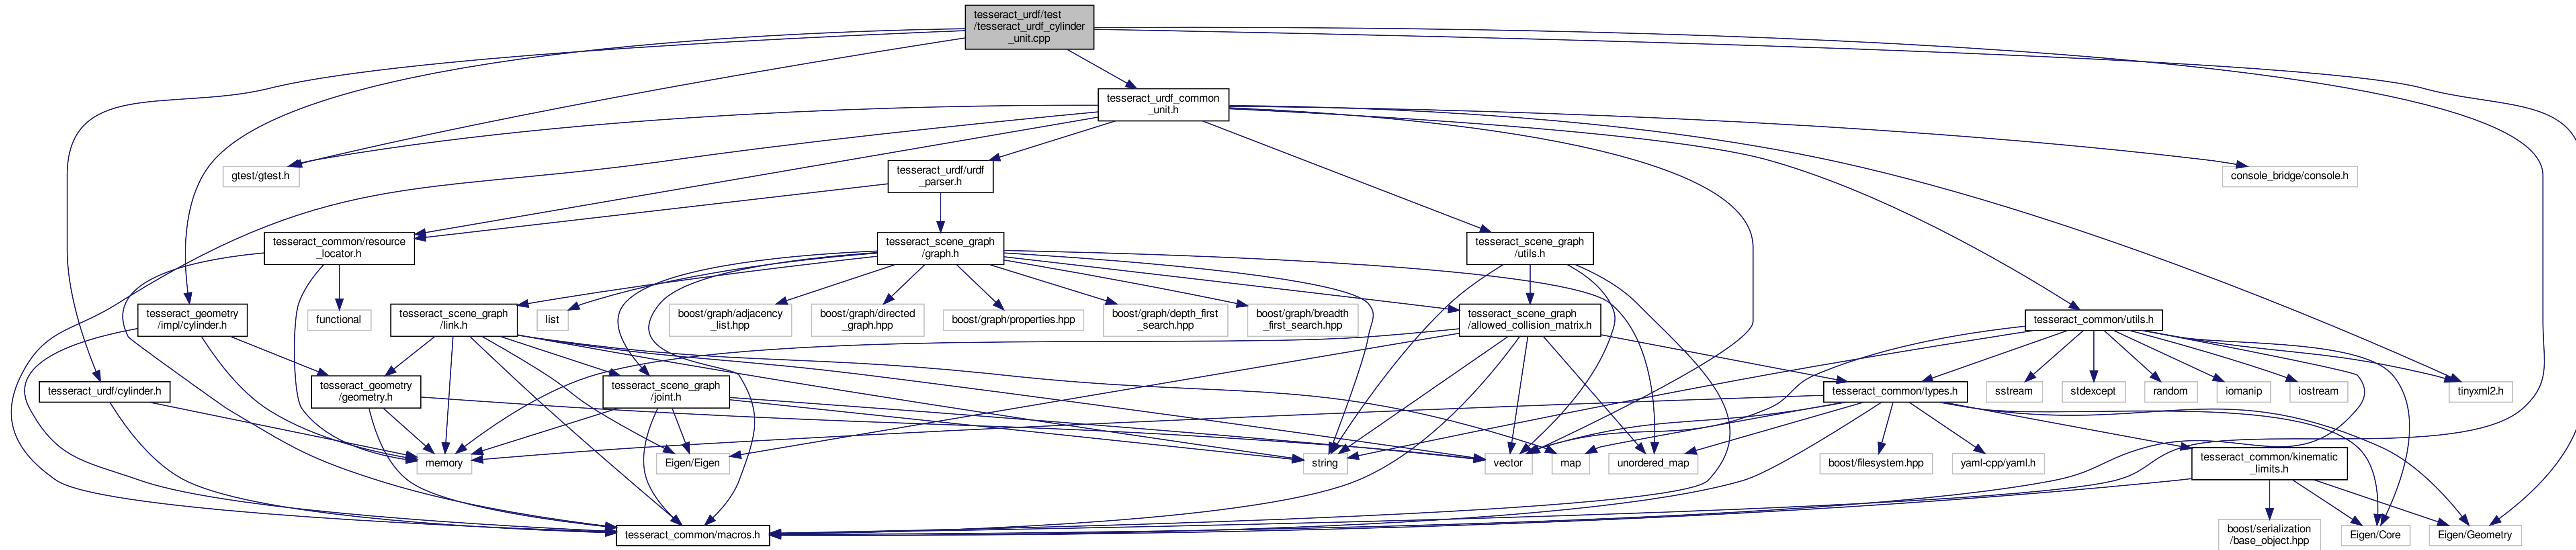 tesseract_urdf/test
/tesseract_urdf_cylinder
_unit.cpp
tesseract_urdf_common
_unit.h
gtest/gtest.h
tesseract_urdf/urdf
_parser.h
console_bridge/console.h
tesseract_common/resource
_locator.h
tesseract_scene_graph
/graph.h
tesseract_scene_graph
/utils.h
tesseract_geometry
/impl/cylinder.h
functional
tesseract_scene_graph
/link.h
list
boost/graph/adjacency
_list.hpp
boost/graph/directed
_graph.hpp
boost/graph/properties.hpp
boost/graph/depth_first
_search.hpp
boost/graph/breadth
_first_search.hpp
tesseract_scene_graph
/allowed_collision_matrix.h
tesseract_common/utils.h
tesseract_urdf/cylinder.h
tesseract_geometry
/geometry.h
tesseract_scene_graph
/joint.h
tesseract_common/types.h
sstream
stdexcept
random
iomanip
iostream
tinyxml2.h
memory
Eigen/Eigen
string
vector
map
unordered_map
boost/filesystem.hpp
yaml-cpp/yaml.h
tesseract_common/kinematic
_limits.h
tesseract_common/macros.h
boost/serialization
/base_object.hpp
Eigen/Core
Eigen/Geometry